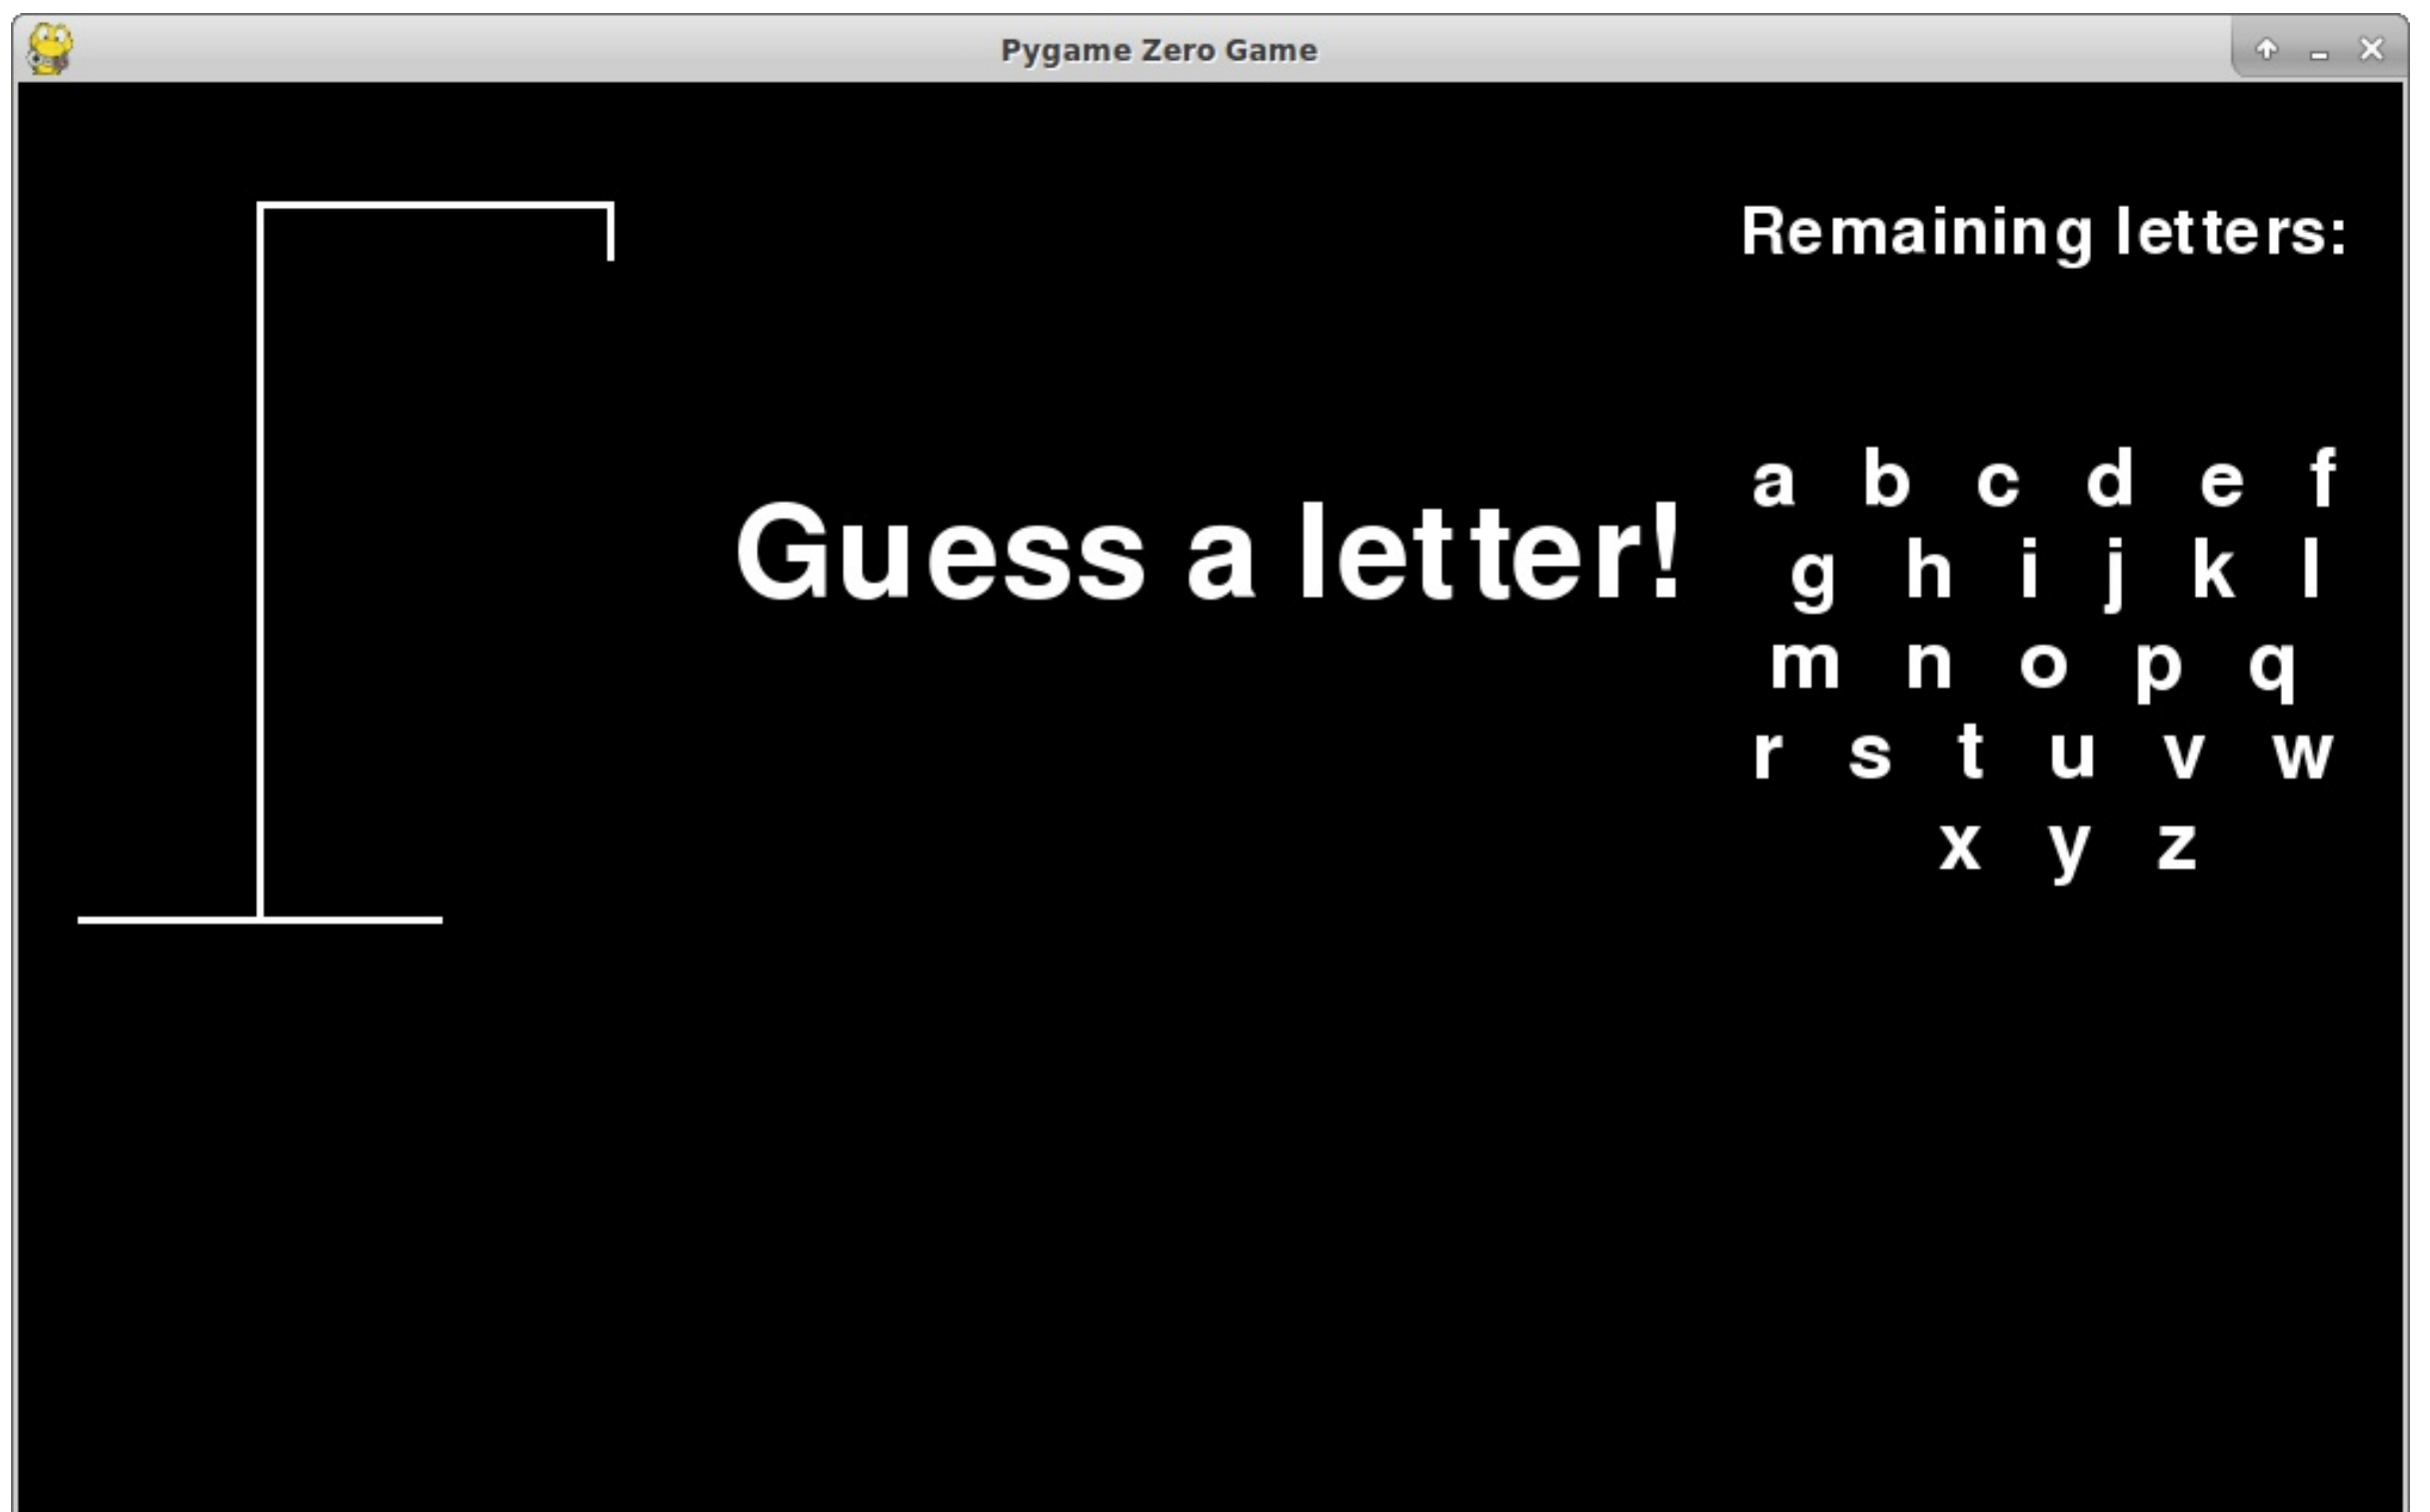 Pygame Zero Game
Remaining letters:
Guess a letter!
a b c d e f
g h i j k l
m n o p q
r s t u v w
x y z